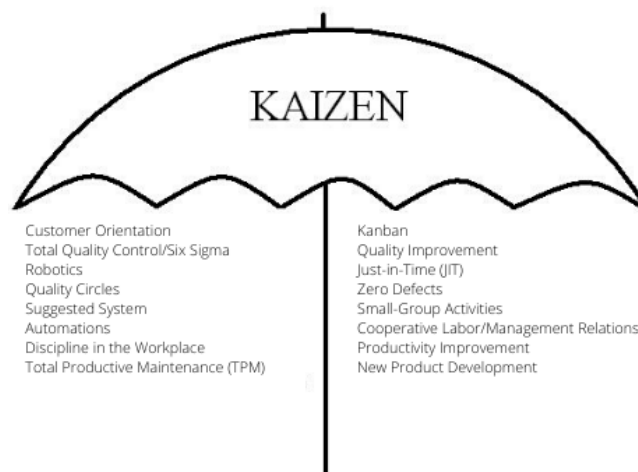 KAIZEN
Customer Orientation
Total Quality Control/Six Sigma
Robotics
Quality Circles
Suggested System
Automations
Discipline in the Workplace
Total Productive Maintenance (TPM)
Kanban
Quality Improvement
Just-in-Time (JIT)
Zero Defects
Small-Group Activities
Cooperative Labor/Management Relations
Productivity Improvement
New Product Development